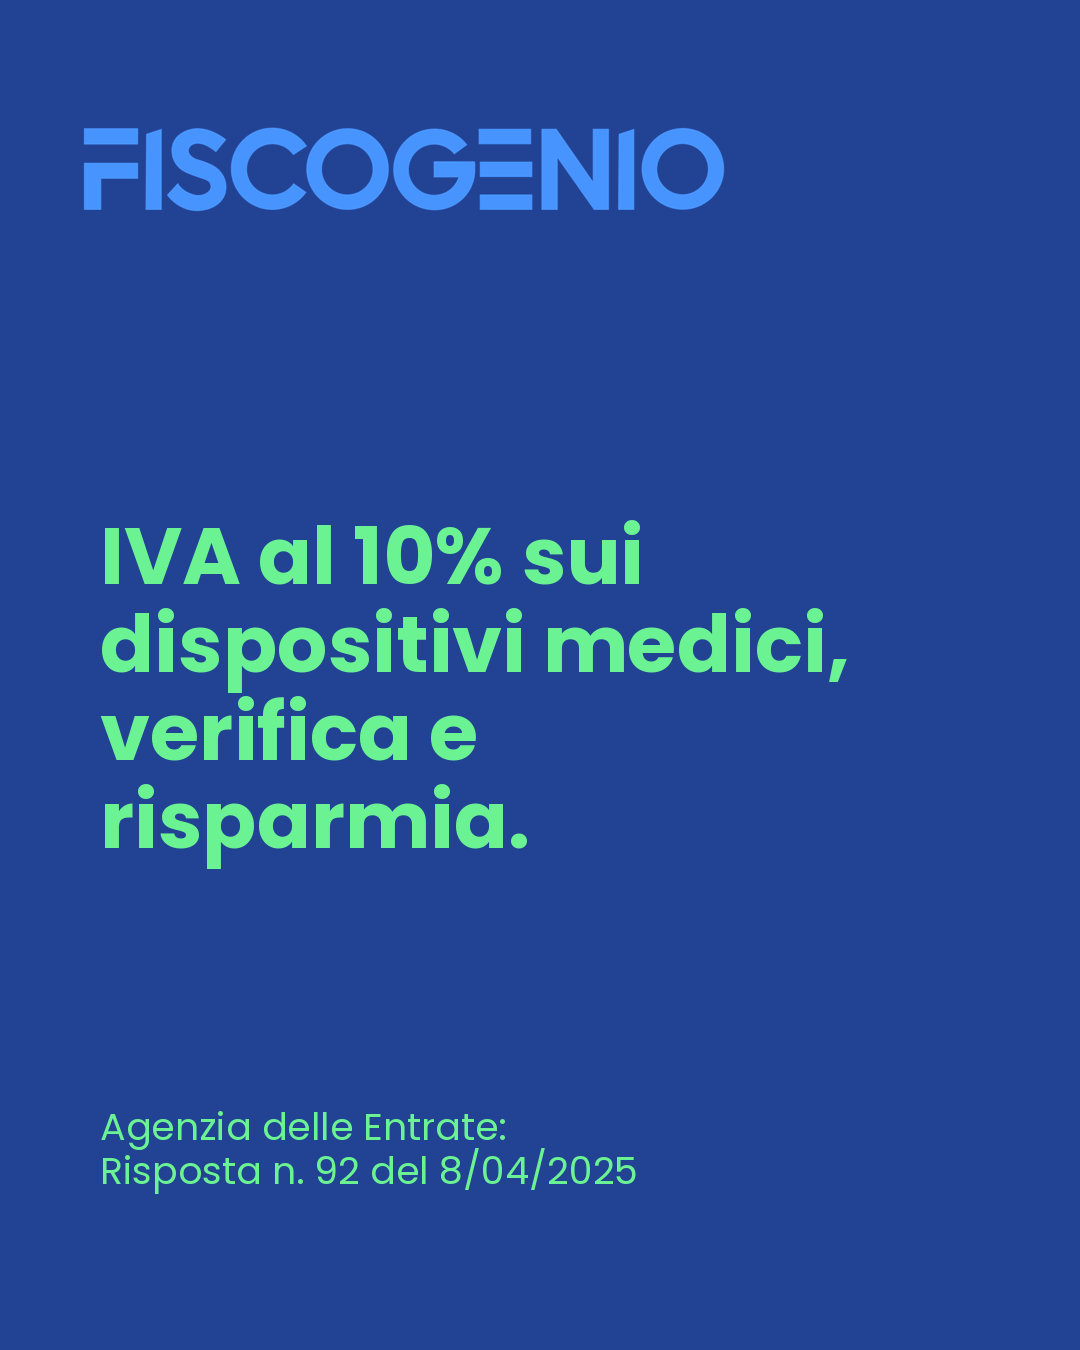 FISCOGENIO
IVA al 10% sui
dispositivi medici,
verifica e
risparmia.
Agenzia delle Entrate:
Risposta n. 92 del 8/04/2025